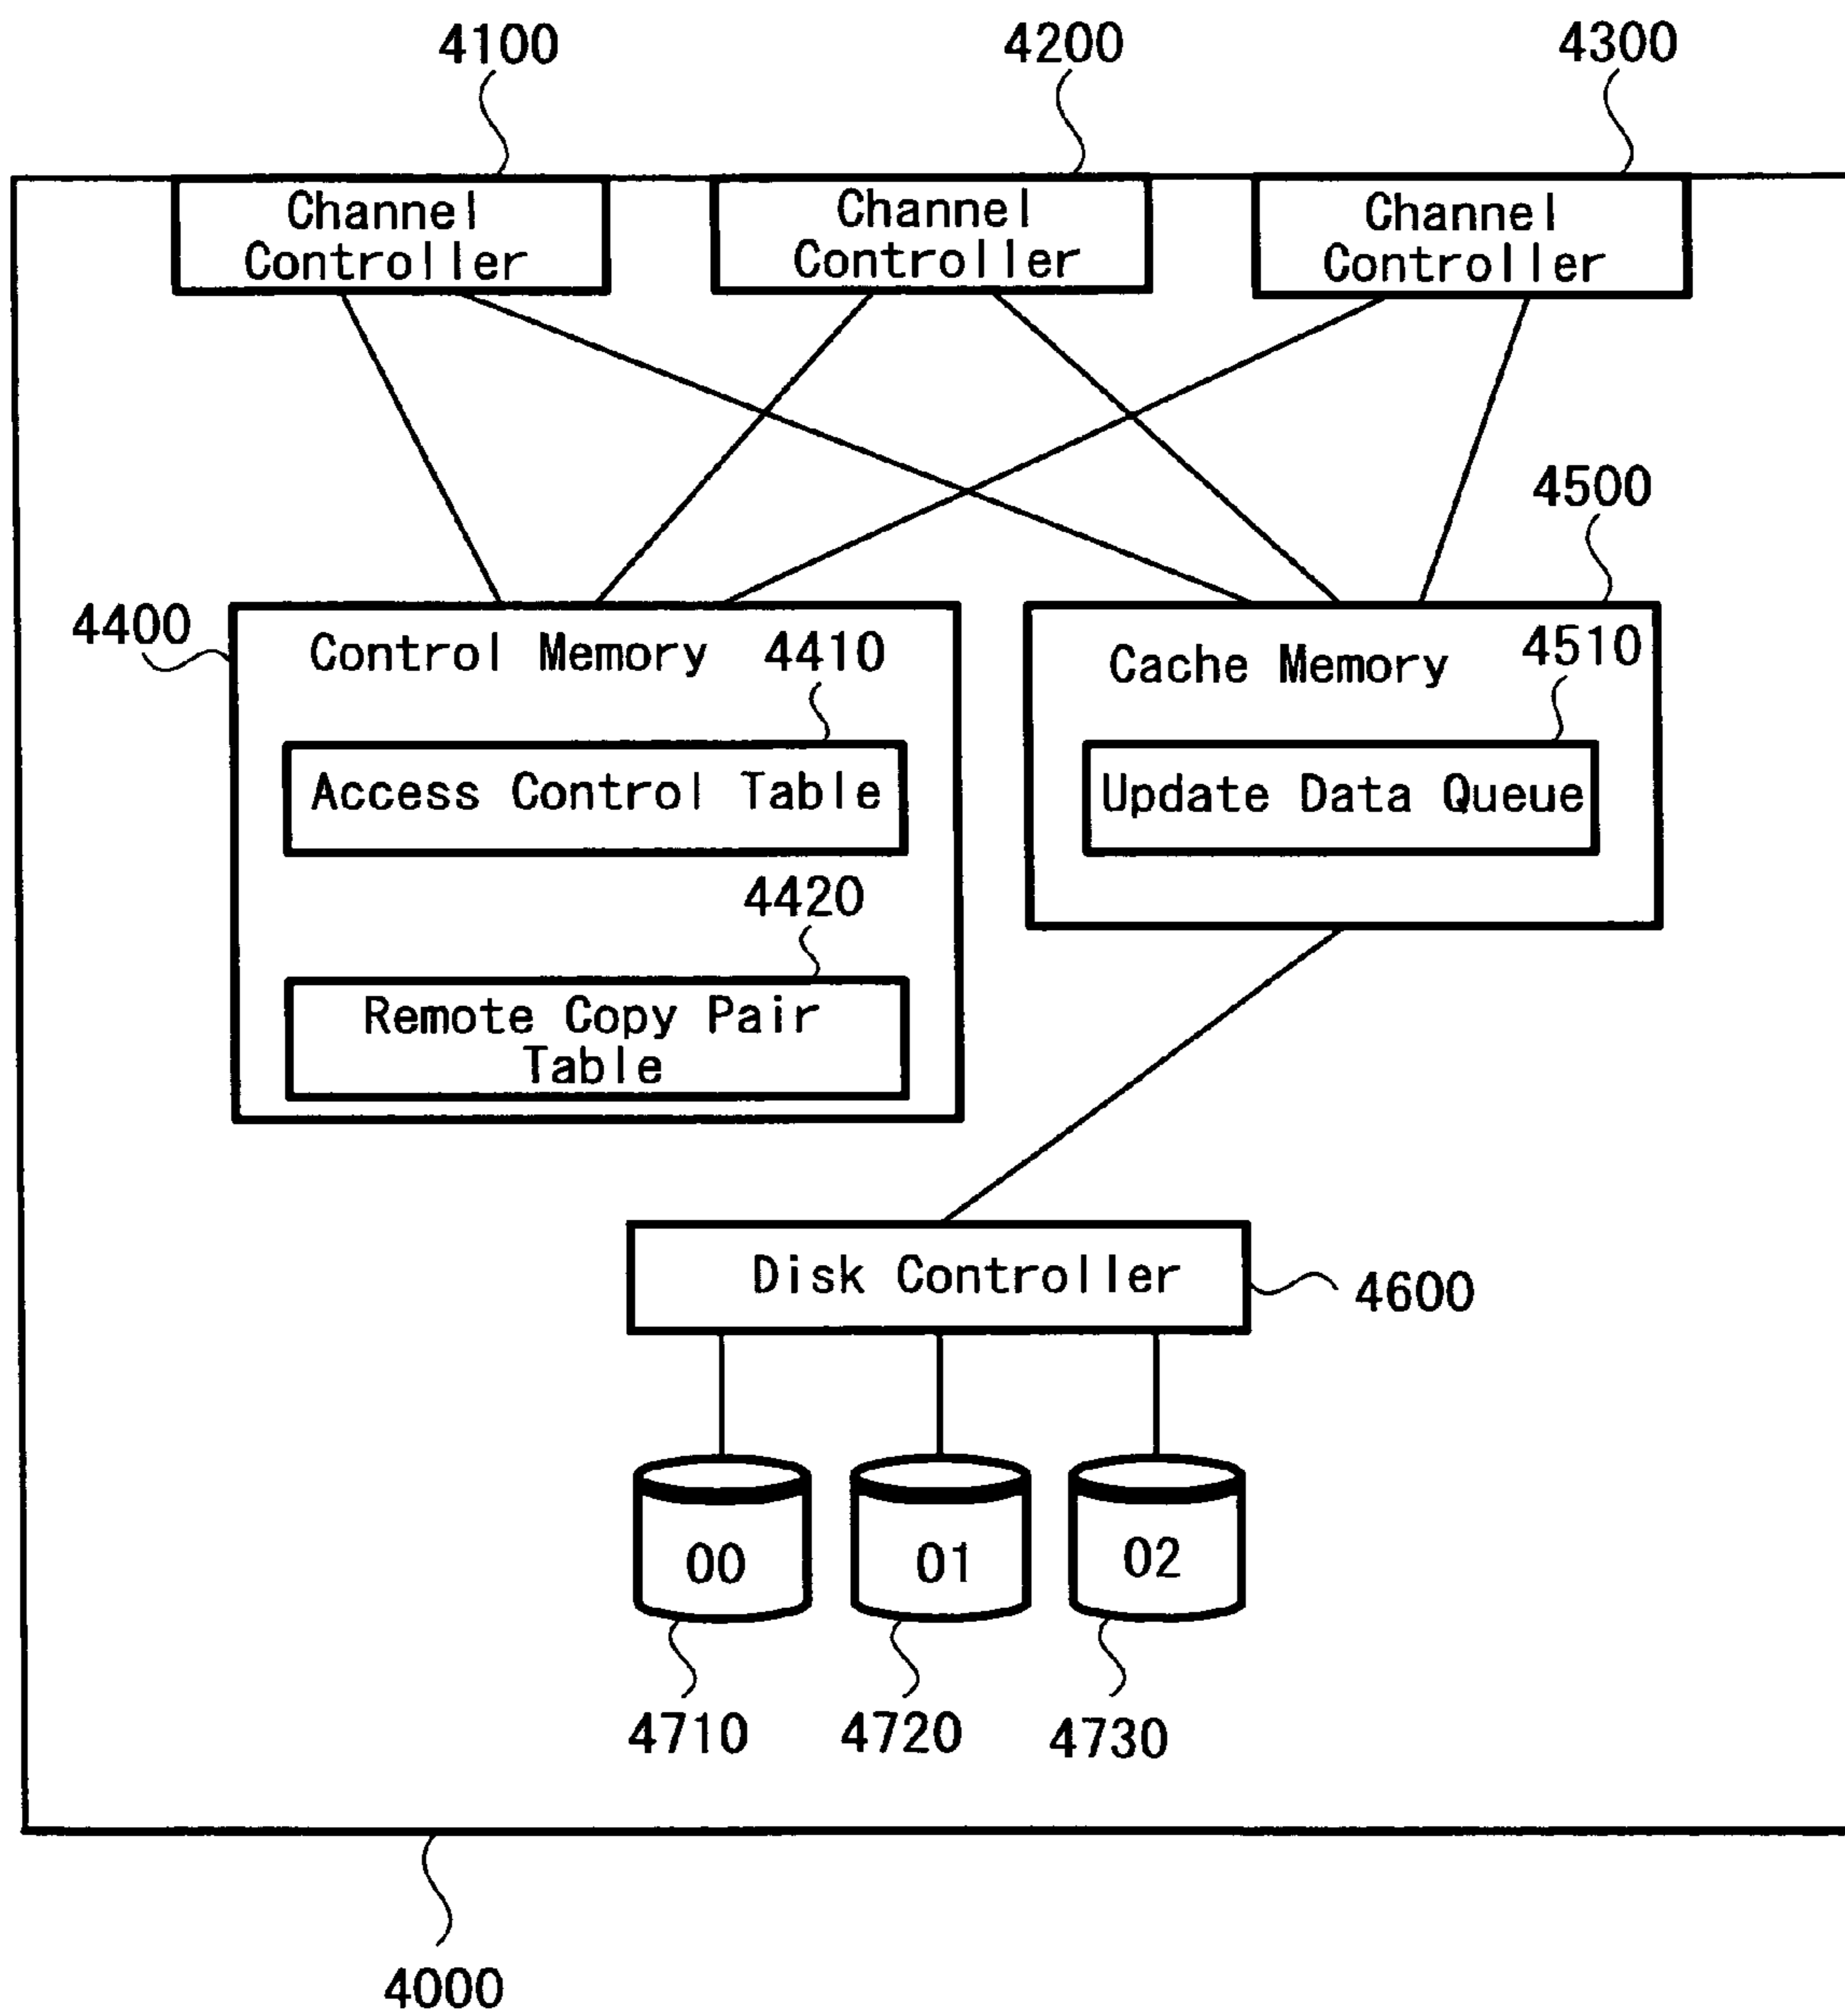 4100
4200
4300
Channel
Controller
Channel
Controller
Channel
Controller
4500
4400
Control Memory
4410
Access Control Table
4420
Remote Copy Pair
Table
Cache Memory
4510
Update Data Queue
Disk Controller
4600
00
01
02
4710
4720
4730
4000